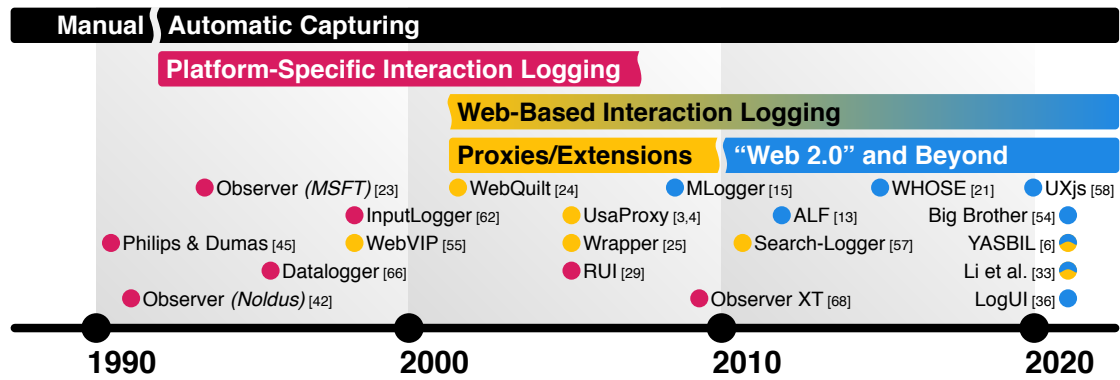 Manual Automatic Capturing
Platform-Specific Interaction Logging
Web-Based Interaction Logging
Proxies/Extensions “Web 2.0” and Beyond
Observer (MSFT) [23] WebQuilt [24] MLogger [15] WHOSE [21] UXjs [58]
InputLogger [62] UsaProxy [3,4] ALF [13] Big Brother [54]
Philips & Dumas [45] WebVIP [55] Wrapper [25] Search-Logger [57] YASBIL [6]
Datalogger [66] RUI [29] Li et al. [33]
Observer (Noldus) [42] Observer XT [68] LogUI [36]
1990 2000 2010 2020